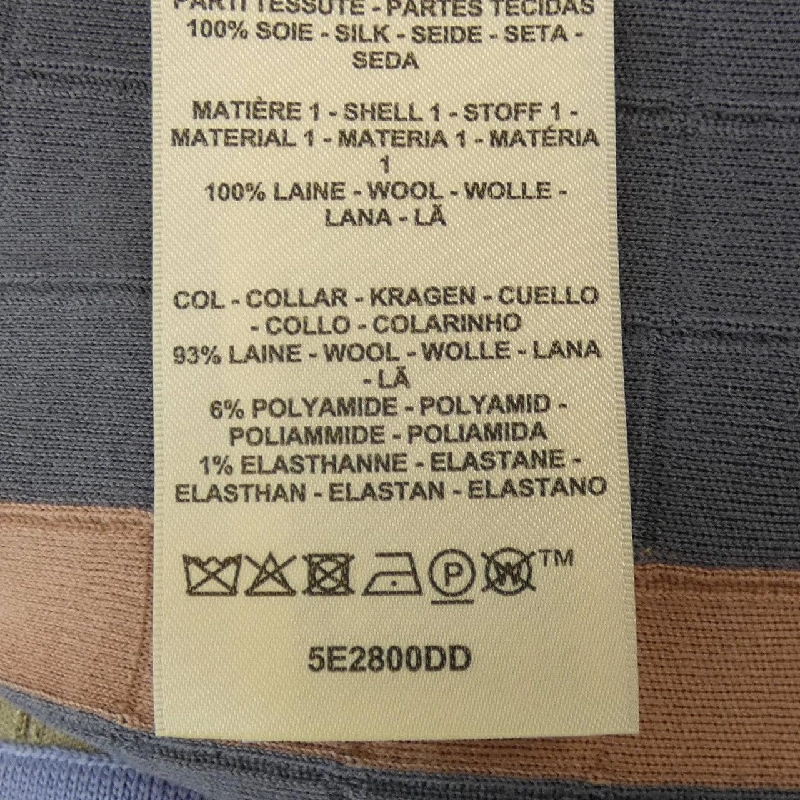 PARTI TESSUTE - PARTES TECIDAS
100% SOIE - SILK - SEIDE - SETA -
SEDA
MATIÈRE 1 - SHELL 1 - STOFF 1 -
MATERIAL 1 - MATERIA 1 - MATÉRIA
1
100% LAINE - WOOL - WOLLE -
LANA - LÃ
COL - COLLAR - KRAGEN - CUELLO
- COLLO - COLARINHO
93% LAINE - WOOL - WOLLE - LANA
- LÃ
6% POLYAMIDE - POLYAMID -
POLIAMMIDE - POLIAMIDA
1% ELASTHANNE - ELASTANE -
ELASTHAN - ELASTAN - ELASTANO
P W TM
5E2800DD